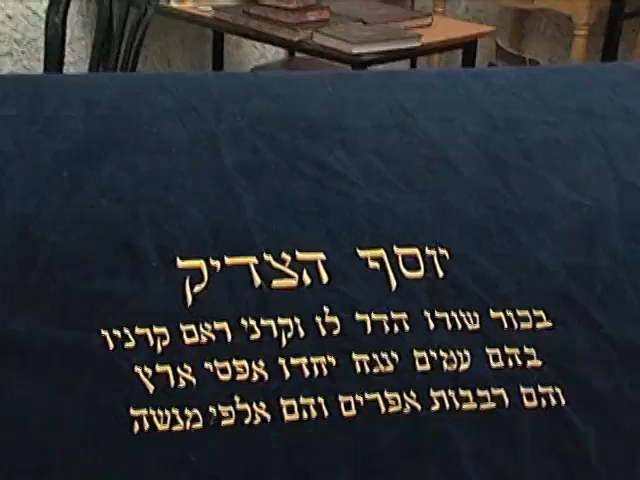 יוסף הצדיק
בכור שורו הדר לו וקרני ראם קרניו
בהם עמים ינגח יחדו אפסי ארץ
והם רבבות אפרים והם אלפי מנשה